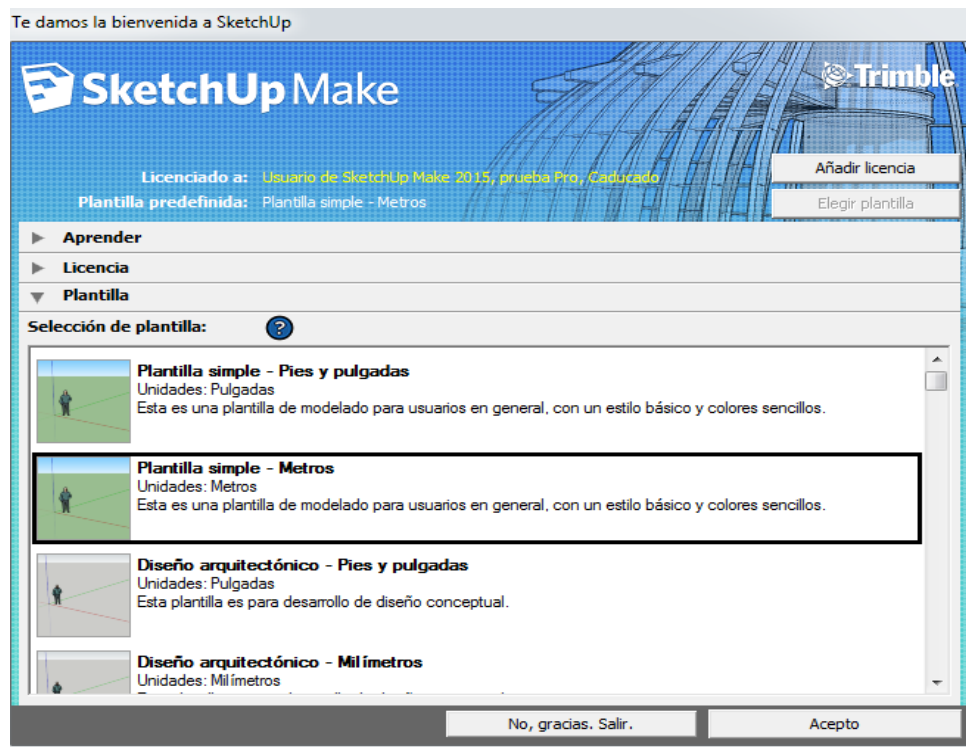 Te damos la bienvenida a SketchUp
SketchUp Make
Trimble
Licenciado a: Usuario de SketchUp Make 2015, prueba Pro, Caducado
Añadir licencia
Plantilla predefinida: Plantilla simple - Metros
Elegir plantilla
Aprender
Licencia
Plantilla
Selección de plantilla: ?
Plantilla simple - Pies y pulgadas
Unidades: Pulgadas
Esta es una plantilla de modelado para usuarios en general, con un estilo básico y colores sencillos.
Plantilla simple - Metros
Unidades: Metros
Esta es una plantilla de modelado para usuarios en general, con un estilo básico y colores sencillos.
Diseño arquitectónico - Pies y pulgadas
Unidades: Pulgadas
Esta plantilla es para desarrollo de diseño conceptual.
Diseño arquitectónico - Milímetros
Unidades: Milímetros
No, gracias. Salir.
Acepto